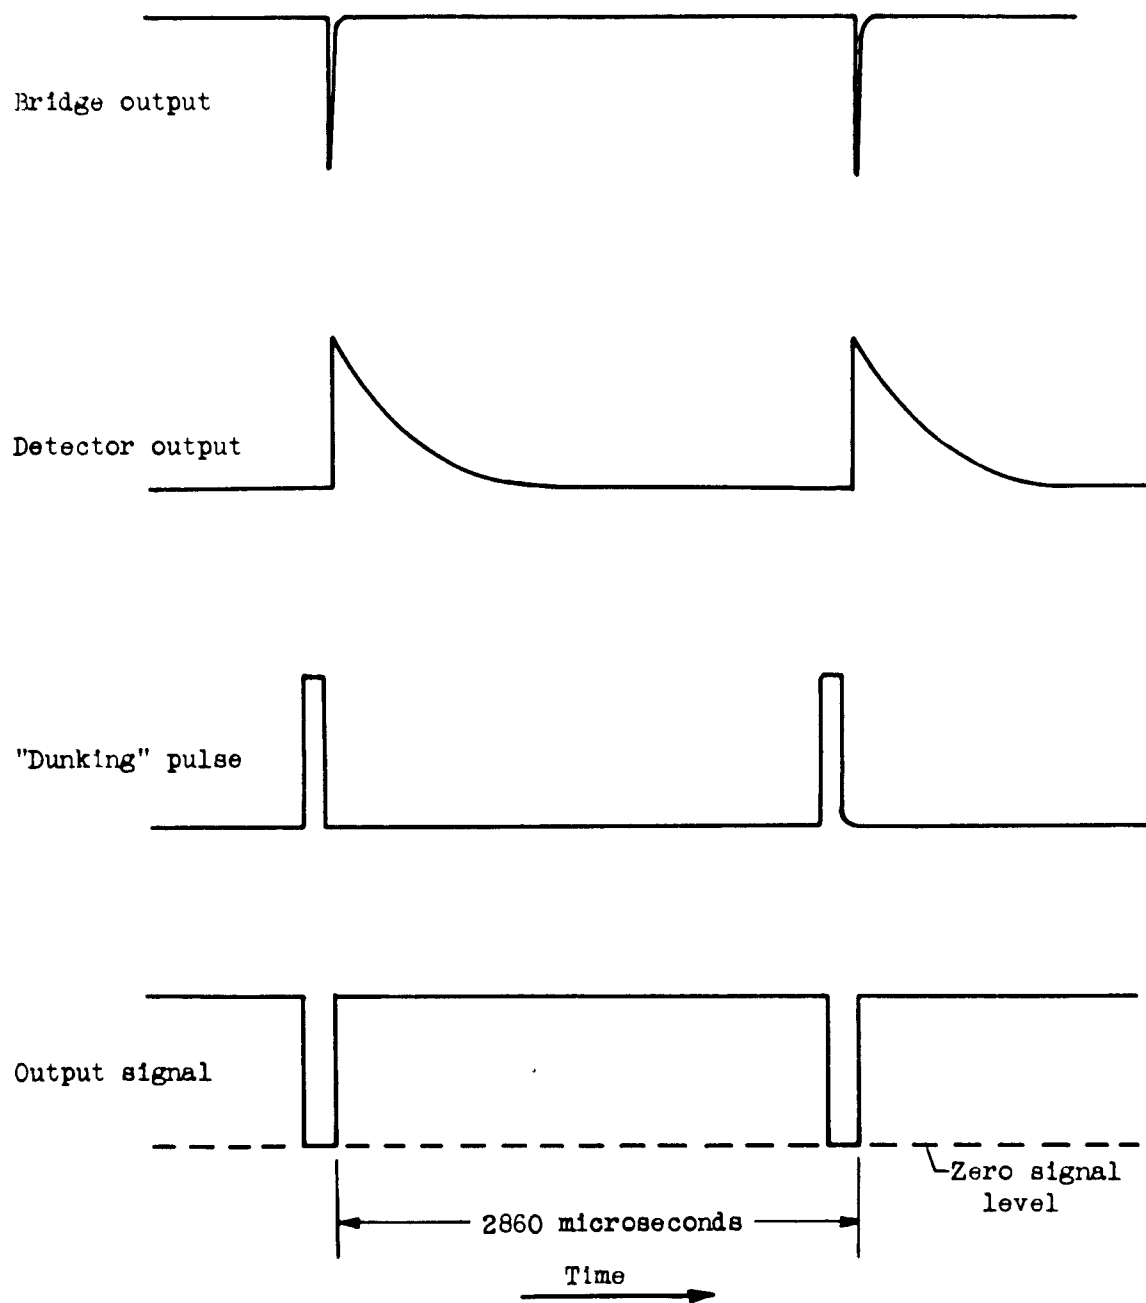 Bridge output
Detector output
"Dunking" pulse
Output signal
Zero signal
level
2860 microseconds
Time